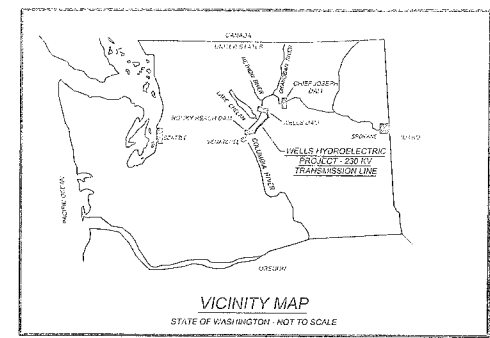 CANADA
UNITED STATES
METHOW RIVER
OKANOGAN RIVER
CHIEF JOSEPH
DAM
LAKE CHELAN
ROCKY REACH DAM
WELLS DAM
SEATTLE
WENATCHEE
SPOKANE
IDAHO
COLUMBIA RIVER
WELLS HYDROELECTRIC
PROJECT - 230 KV
TRANSMISSION LINE
PACIFIC OCEAN
OREGON
VICINITY MAP
STATE OF WASHINGTON - NOT TO SCALE